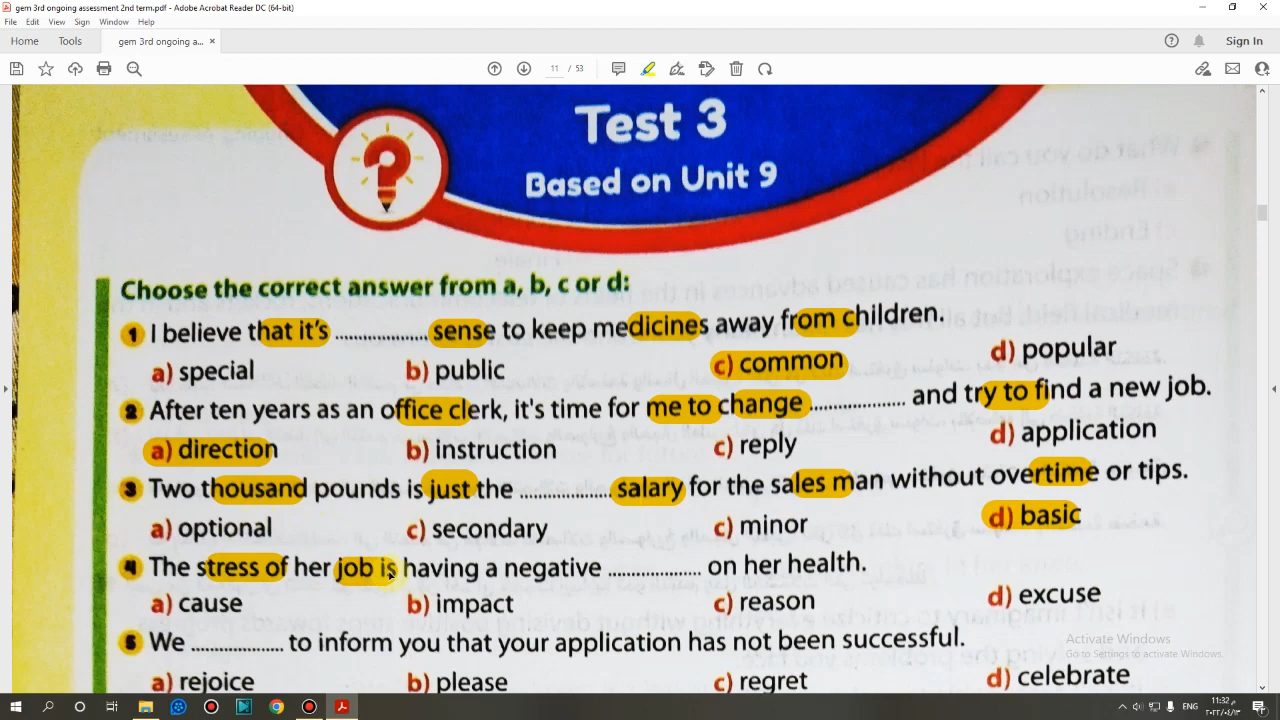 gem 3rd ongoing assessment 2nd term.pdf - Adobe Acrobat Reader DC (64-bit)
File Edit View Sign Window Help
Home Tools gem 3rd ongoing a... × Sign In
11 / 53
Test 3
Based on Unit 9
Choose the correct answer from a, b, c or d:
1 I believe that it's .................. sense to keep medicines away from children.
a) special b) public c) common d) popular
2 After ten years as an office clerk, it's time for me to change .................. and try to find a new job.
a) direction b) instruction c) reply d) application
3 Two thousand pounds is just the .................. salary for the sales man without overtime or tips.
a) optional c) secondary c) minor d) basic
4 The stress of her job is having a negative .................. on her health.
a) cause b) impact c) reason d) excuse
Activate Windows
Go to Settings to activate Windows.
5 We .................. to inform you that your application has not been successful.
a) rejoice b) please c) regret d) celebrate
ENG 11:32 م